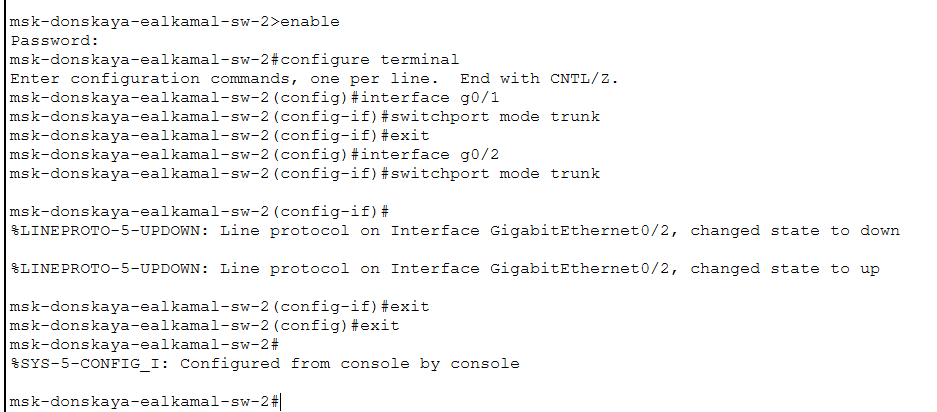 msk-donskaya-ealkamal-sw-2>enable
Password:
msk-donskaya-ealkamal-sw-2#configure terminal
Enter configuration commands, one per line.  End with CNTL/Z.
msk-donskaya-ealkamal-sw-2(config)#interface g0/1
msk-donskaya-ealkamal-sw-2(config-if)#switchport mode trunk
msk-donskaya-ealkamal-sw-2(config-if)#exit
msk-donskaya-ealkamal-sw-2(config)#interface g0/2
msk-donskaya-ealkamal-sw-2(config-if)#switchport mode trunk
msk-donskaya-ealkamal-sw-2(config-if)#
%LINEPROTO-5-UPDOWN: Line protocol on Interface GigabitEthernet0/2, changed state to down
%LINEPROTO-5-UPDOWN: Line protocol on Interface GigabitEthernet0/2, changed state to up
msk-donskaya-ealkamal-sw-2(config-if)#exit
msk-donskaya-ealkamal-sw-2(config)#exit
msk-donskaya-ealkamal-sw-2#
%SYS-5-CONFIG_I: Configured from console by console
msk-donskaya-ealkamal-sw-2#